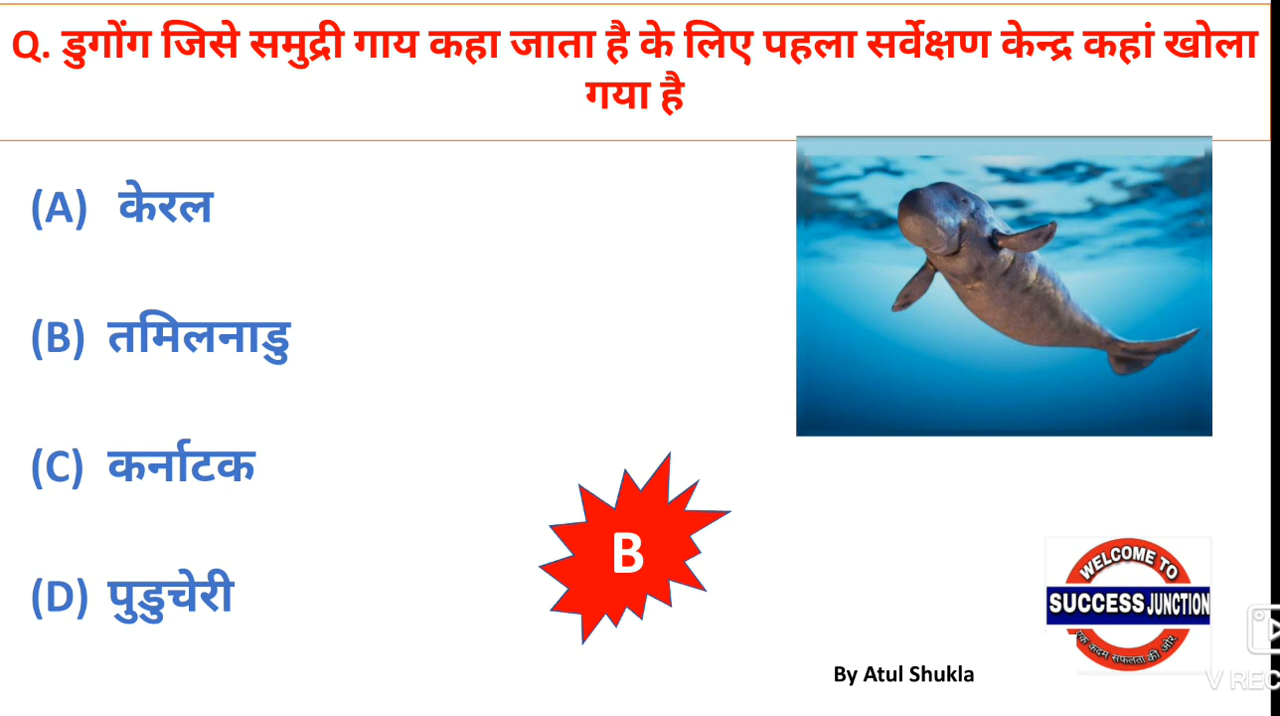 Q. डुगोंग जिसे समुद्री गाय कहा जाता है के लिए पहला सर्वेक्षण केन्द्र कहां खोला
गया है
(A) केरल
(B) तमिलनाडु
(C) कर्नाटक
(D) पुडुचेरी
B
WELCOME TO
SUCCESS JUNCTION
एक कदम सफलता की ओर
By Atul Shukla
V REC